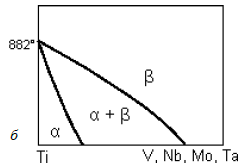 882°
β
α + β
α
б
Ti
V, Nb, Mo, Ta